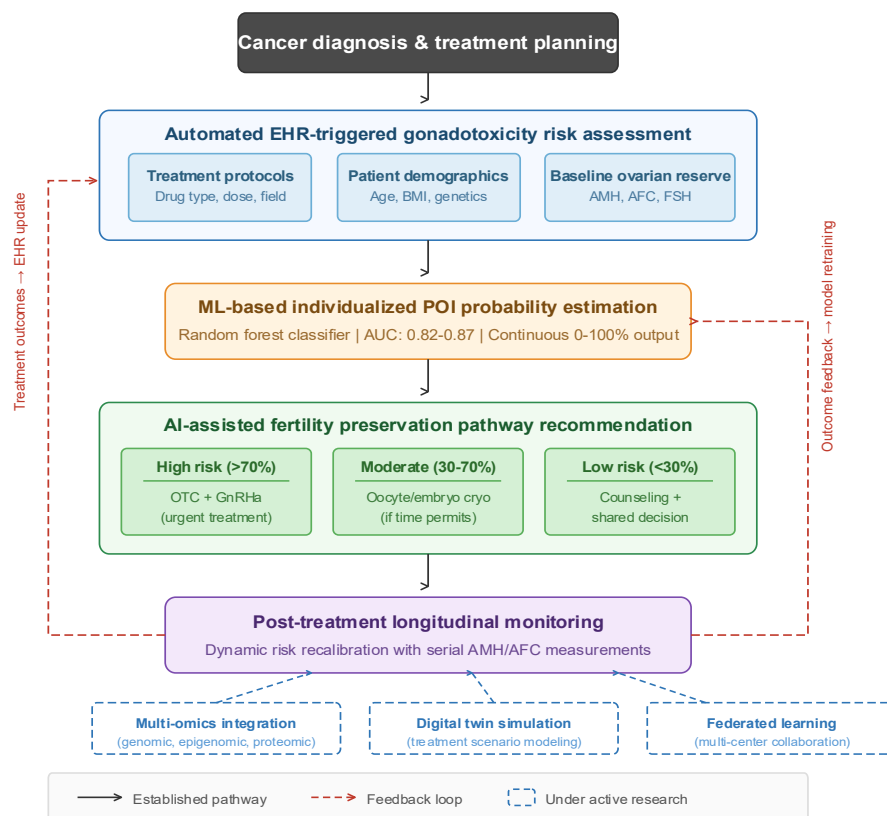 Cancer diagnosis & treatment planning
Automated EHR-triggered gonadotoxicity risk assessment
Treatment protocols
Drug type, dose, field
Patient demographics
Age, BMI, genetics
Baseline ovarian reserve
AMH, AFC, FSH
Treatment outcomes → EHR update
ML-based individualized POI probability estimation
Random forest classifier | AUC: 0.82-0.87 | Continuous 0-100% output
Outcome feedback → model retraining
AI-assisted fertility preservation pathway recommendation
High risk (>70%)
OTC + GnRHa
(urgent treatment)
Moderate (30-70%)
Oocyte/embryo cryo
(if time permits)
Low risk (<30%)
Counseling +
shared decision
Post-treatment longitudinal monitoring
Dynamic risk recalibration with serial AMH/AFC measurements
Multi-omics integration
(genomic, epigenomic, proteomic)
Digital twin simulation
(treatment scenario modeling)
Federated learning
(multi-center collaboration)
Established pathway
Feedback loop
Under active research